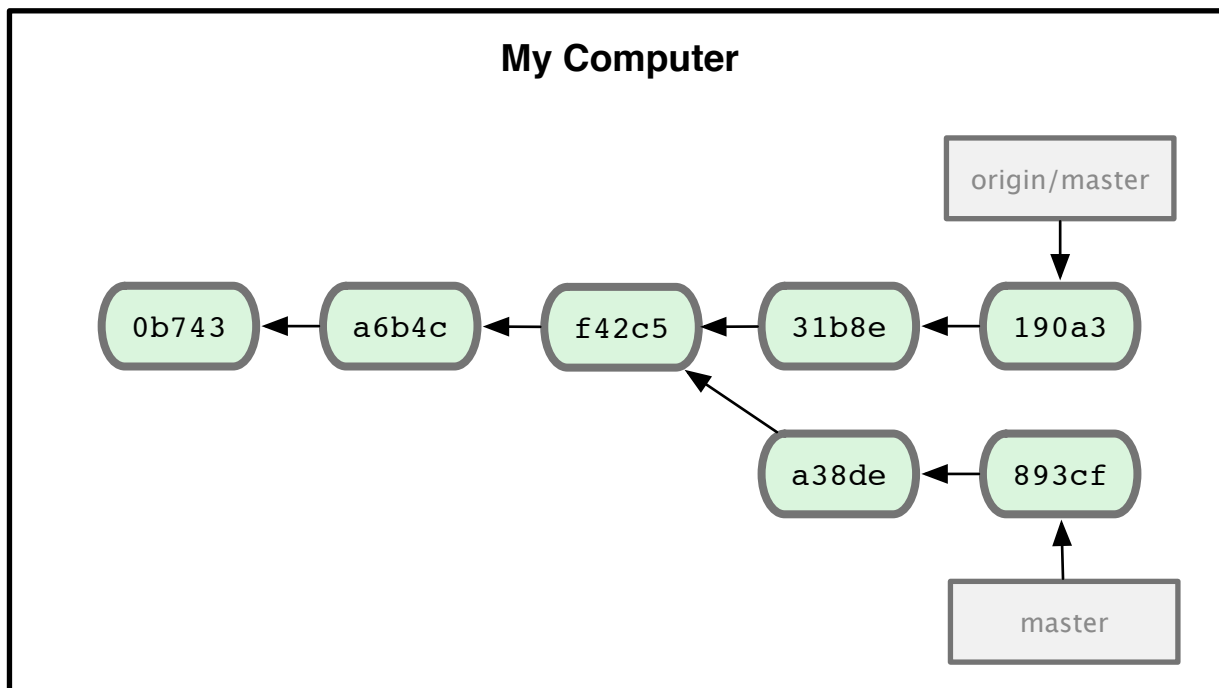 My Computer
origin/master
0b743
a6b4c
f42c5
31b8e
190a3
a38de
893cf
master